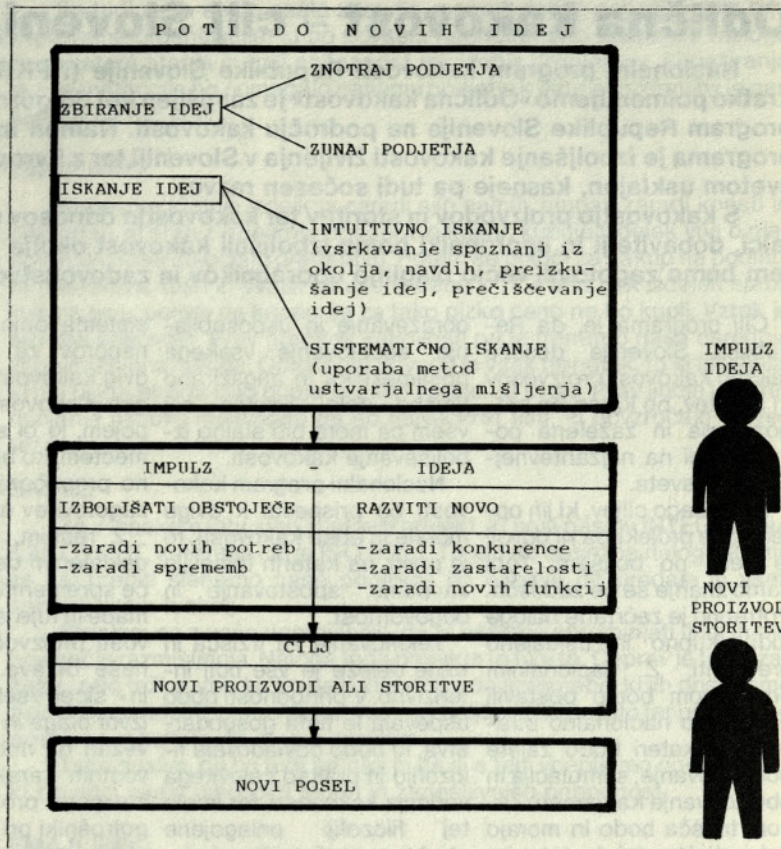 POTI DO NOVIH IDEJ
ZNOTRAJ PODJETJA
ZBIRANJE IDEJ
ZUNAJ PODJETJA
ISKANJE IDEJ
INTUITIVNO ISKANJE
(vsrkavanje spoznanj iz
okolja, navdih, preizku-
šanje idej, prečiščevanje
idej)
SISTEMATIČNO ISKANJE
(uporaba metod
ustvarjalnega mišljenja)
IMPULZ
IDEJA
IMPULZ - IDEJA
IZBOLJŠATI OBSTOJEČE RAZVITI NOVO
-zaradi novih potreb -zaradi konkurence
-zaradi sprememb -zaradi zastarelosti
-zaradi novih funkcij
NOVI
PROIZVOD
STORITEV
CILJ
NOVI PROIZVODI ALI STORITVE
NOVI POSEL